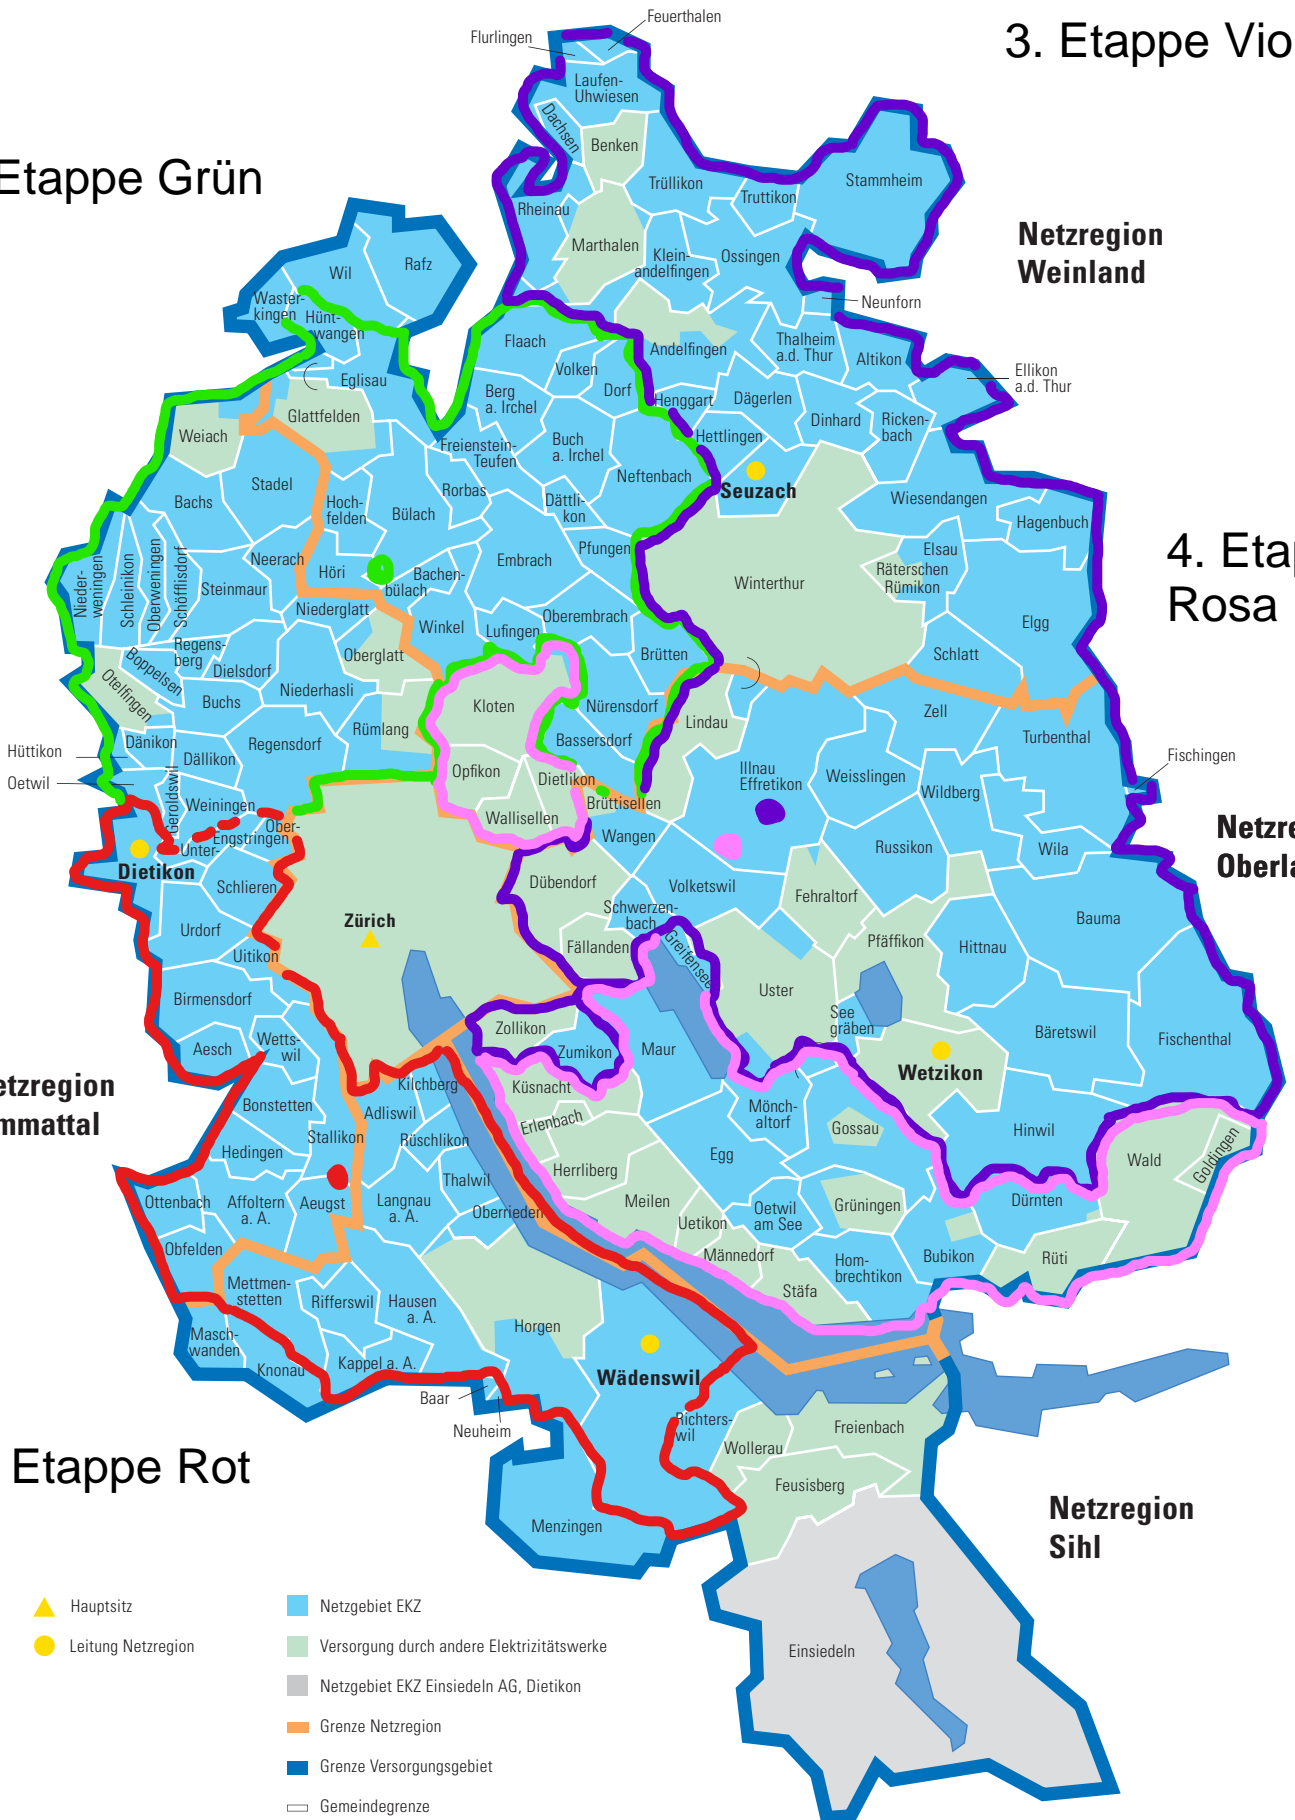 Feuerthalen
Flurlingen
3. Etappe Vio
Laufen-
Uhwiesen
Dachsen
Benken
Etappe Grün
Trüllikon
Truttikon
Stammheim
Rheinau
Marthalen
Klein-
andelfingen
Ossingen
Netzregion
Weinland
Wil
Rafz
Waster-
kingen
Hünt-
wangen
Neunforn
Flaach
Andelfingen
Thalheim
a.d. Thur
Altikon
Ellikon
a.d. Thur
Volken
Dorf
Eglisau
Glattfelden
Berg
a. Irchel
Henggart
Dägerlen
Dinhard
Ricken-
bach
Weiach
Freienstein-
Teufen
Buch
a. Irchel
Hettlingen
Neftenbach
Seuzach
Stadel
Bachs
Hoch-
felden
Bülach
Rorbas
Dättli-
kon
Wiesendangen
Hagenbuch
4. Etap
Rosa
Pfungen
Elsau
Räterschen
Rümikon
Neerach
Höri
Bachen-
bülach
Embrach
Winterthur
Nieder-
weningen
Schleinikon
Oberweningen
Schöfflisdorf
Steinmaur
Niederglatt
Winkel
Lufingen
Oberembrach
Elgg
Regens-
berg
Boppelsen
Dielsdorf
Oberglatt
Brütten
Schlatt
Otelfingen
Buchs
Niederhasli
Kloten
Nürensdorf
Lindau
Zell
Rümlang
Turbenthal
Hüttikon
Dänikon
Dällikon
Regensdorf
Bassersdorf
Fischingen
Oetwil
Opfikon
Dietlikon
Illnau
Effretikon
Weisslingen
Wildberg
Geroldswil
Weiningen
Brüttisellen
Wallisellen
Wangen
Ober-
Engstringen
Unter-
Netzre
Oberla
Dietikon
Russikon
Wila
Schlieren
Dübendorf
Volketswil
Fehraltorf
Schwerzen-
bach
Bauma
Urdorf
Zürich
Uitikon
Fällanden
Greifensee
Pfäffikon
Hittnau
Birmensdorf
Uster
See
gräben
Zollikon
Aesch
Wetts-
wil
Zumikon
Maur
Bäretswil
Fischenthal
Wetzikon
etzregion
mmattal
Kilchberg
Küsnacht
Bonstetten
Adliswil
Erlenbach
Mönch-
altorf
Gossau
Hinwil
Stallikon
Rüschlikon
Hedingen
Herrliberg
Egg
Wald
Goldingen
Thalwil
Ottenbach
Affoltern
a. A.
Aeugst
Langnau
a. A.
Oberrieden
Meilen
Oetwil
am See
Grüningen
Dürnten
Uetikon
Obfelden
Männedorf
Hom-
brechtikon
Bubikon
Rüti
Mettmen-
stetten
Rifferswil
Hausen
a. A.
Stäfa
Horgen
Masch-
wanden
Knonau
Kappel a. A.
Wädenswil
Baar
Neuheim
Richters-
wil
Wollerau
Freienbach
Etappe Rot
Feusisberg
Netzregion
Sihl
Menzingen
Einsiedeln
Hauptsitz
Leitung Netzregion
Netzgebiet EKZ
Versorgung durch andere Elektrizitätswerke
Netzgebiet EKZ Einsiedeln AG, Dietikon
Grenze Netzregion
Grenze Versorgungsgebiet
Gemeindegrenze